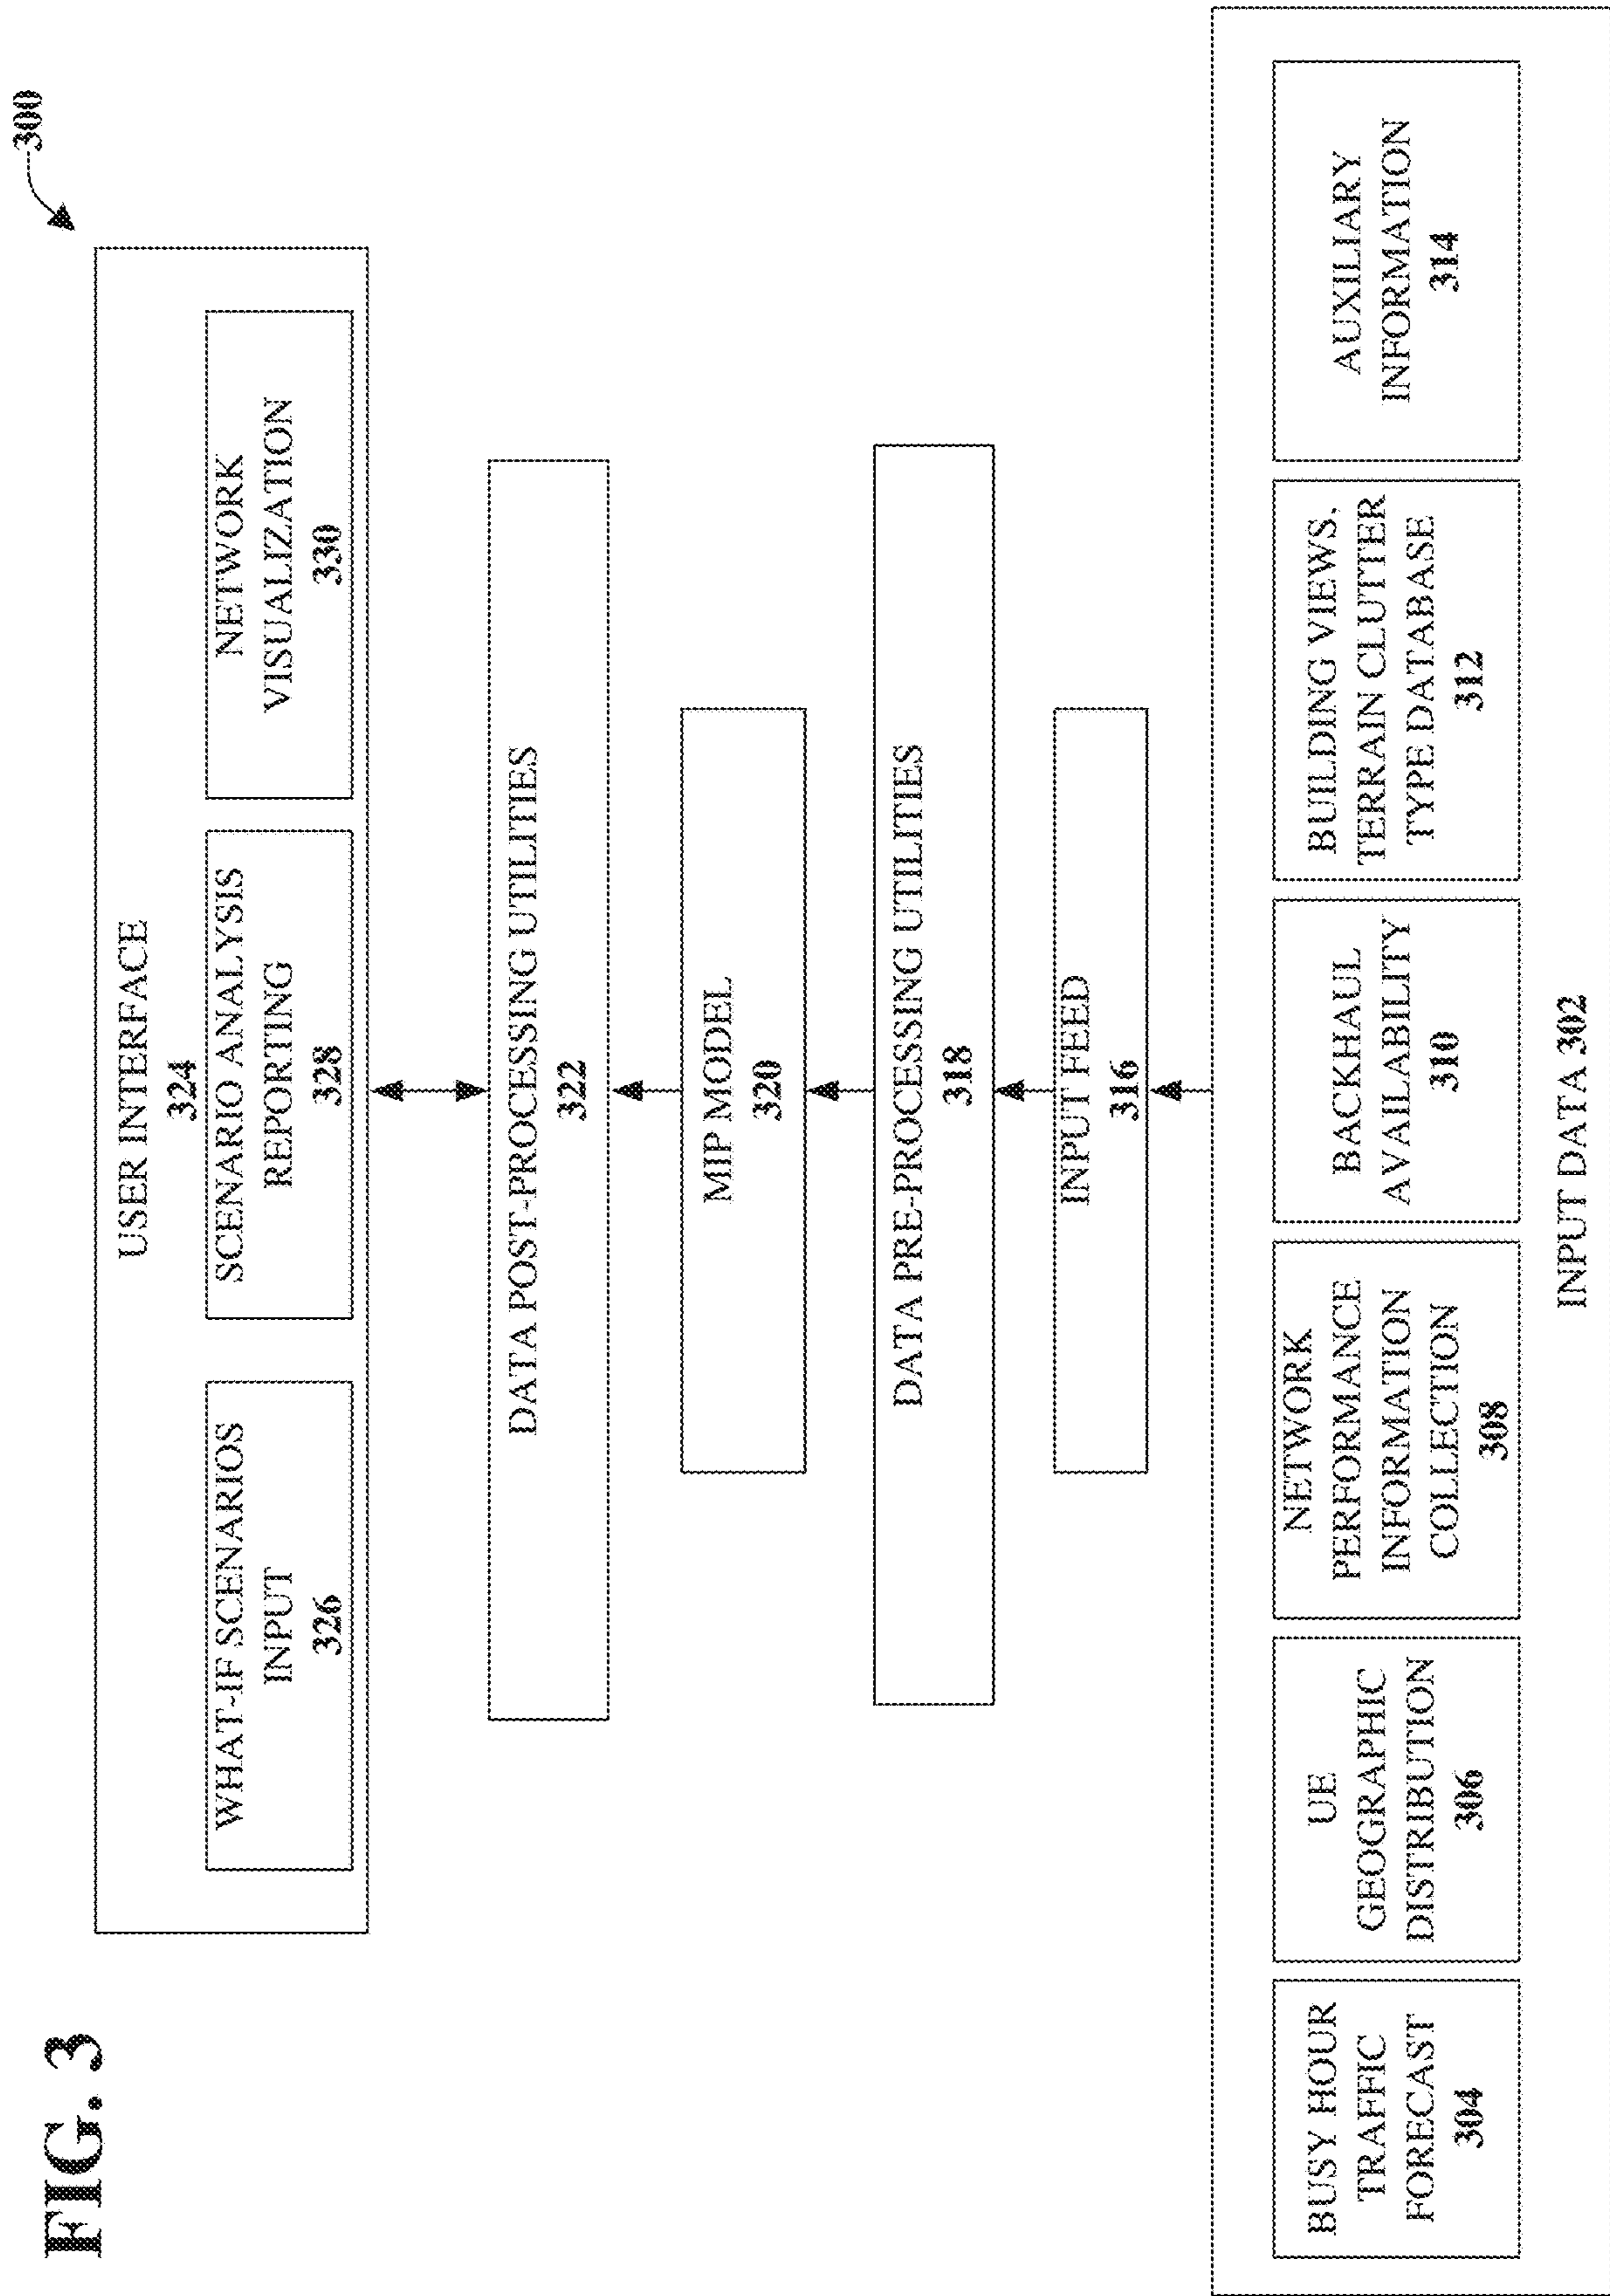 FIG. 3
300
USER INTERFACE
324
WHAT-IF SCENARIOS
INPUT
326
SCENARIO ANALYSIS
REPORTING
328
NETWORK
VISUALIZATION
330
DATA POST-PROCESSING UTILITIES
322
MIP MODEL
320
DATA PRE-PROCESSING UTILITIES
318
INPUT FEED
316
BUSY HOUR
TRAFFIC
FORECAST
304
UE
GEOGRAPHIC
DISTRIBUTION
306
NETWORK
PERFORMANCE
INFORMATION
COLLECTION
308
BACKHAUL
AVAILABILITY
310
BUILDING VIEWS,
TERRAIN CLUTTER
TYPE DATABASE
312
AUXILIARY
INFORMATION
314
INPUT DATA 302